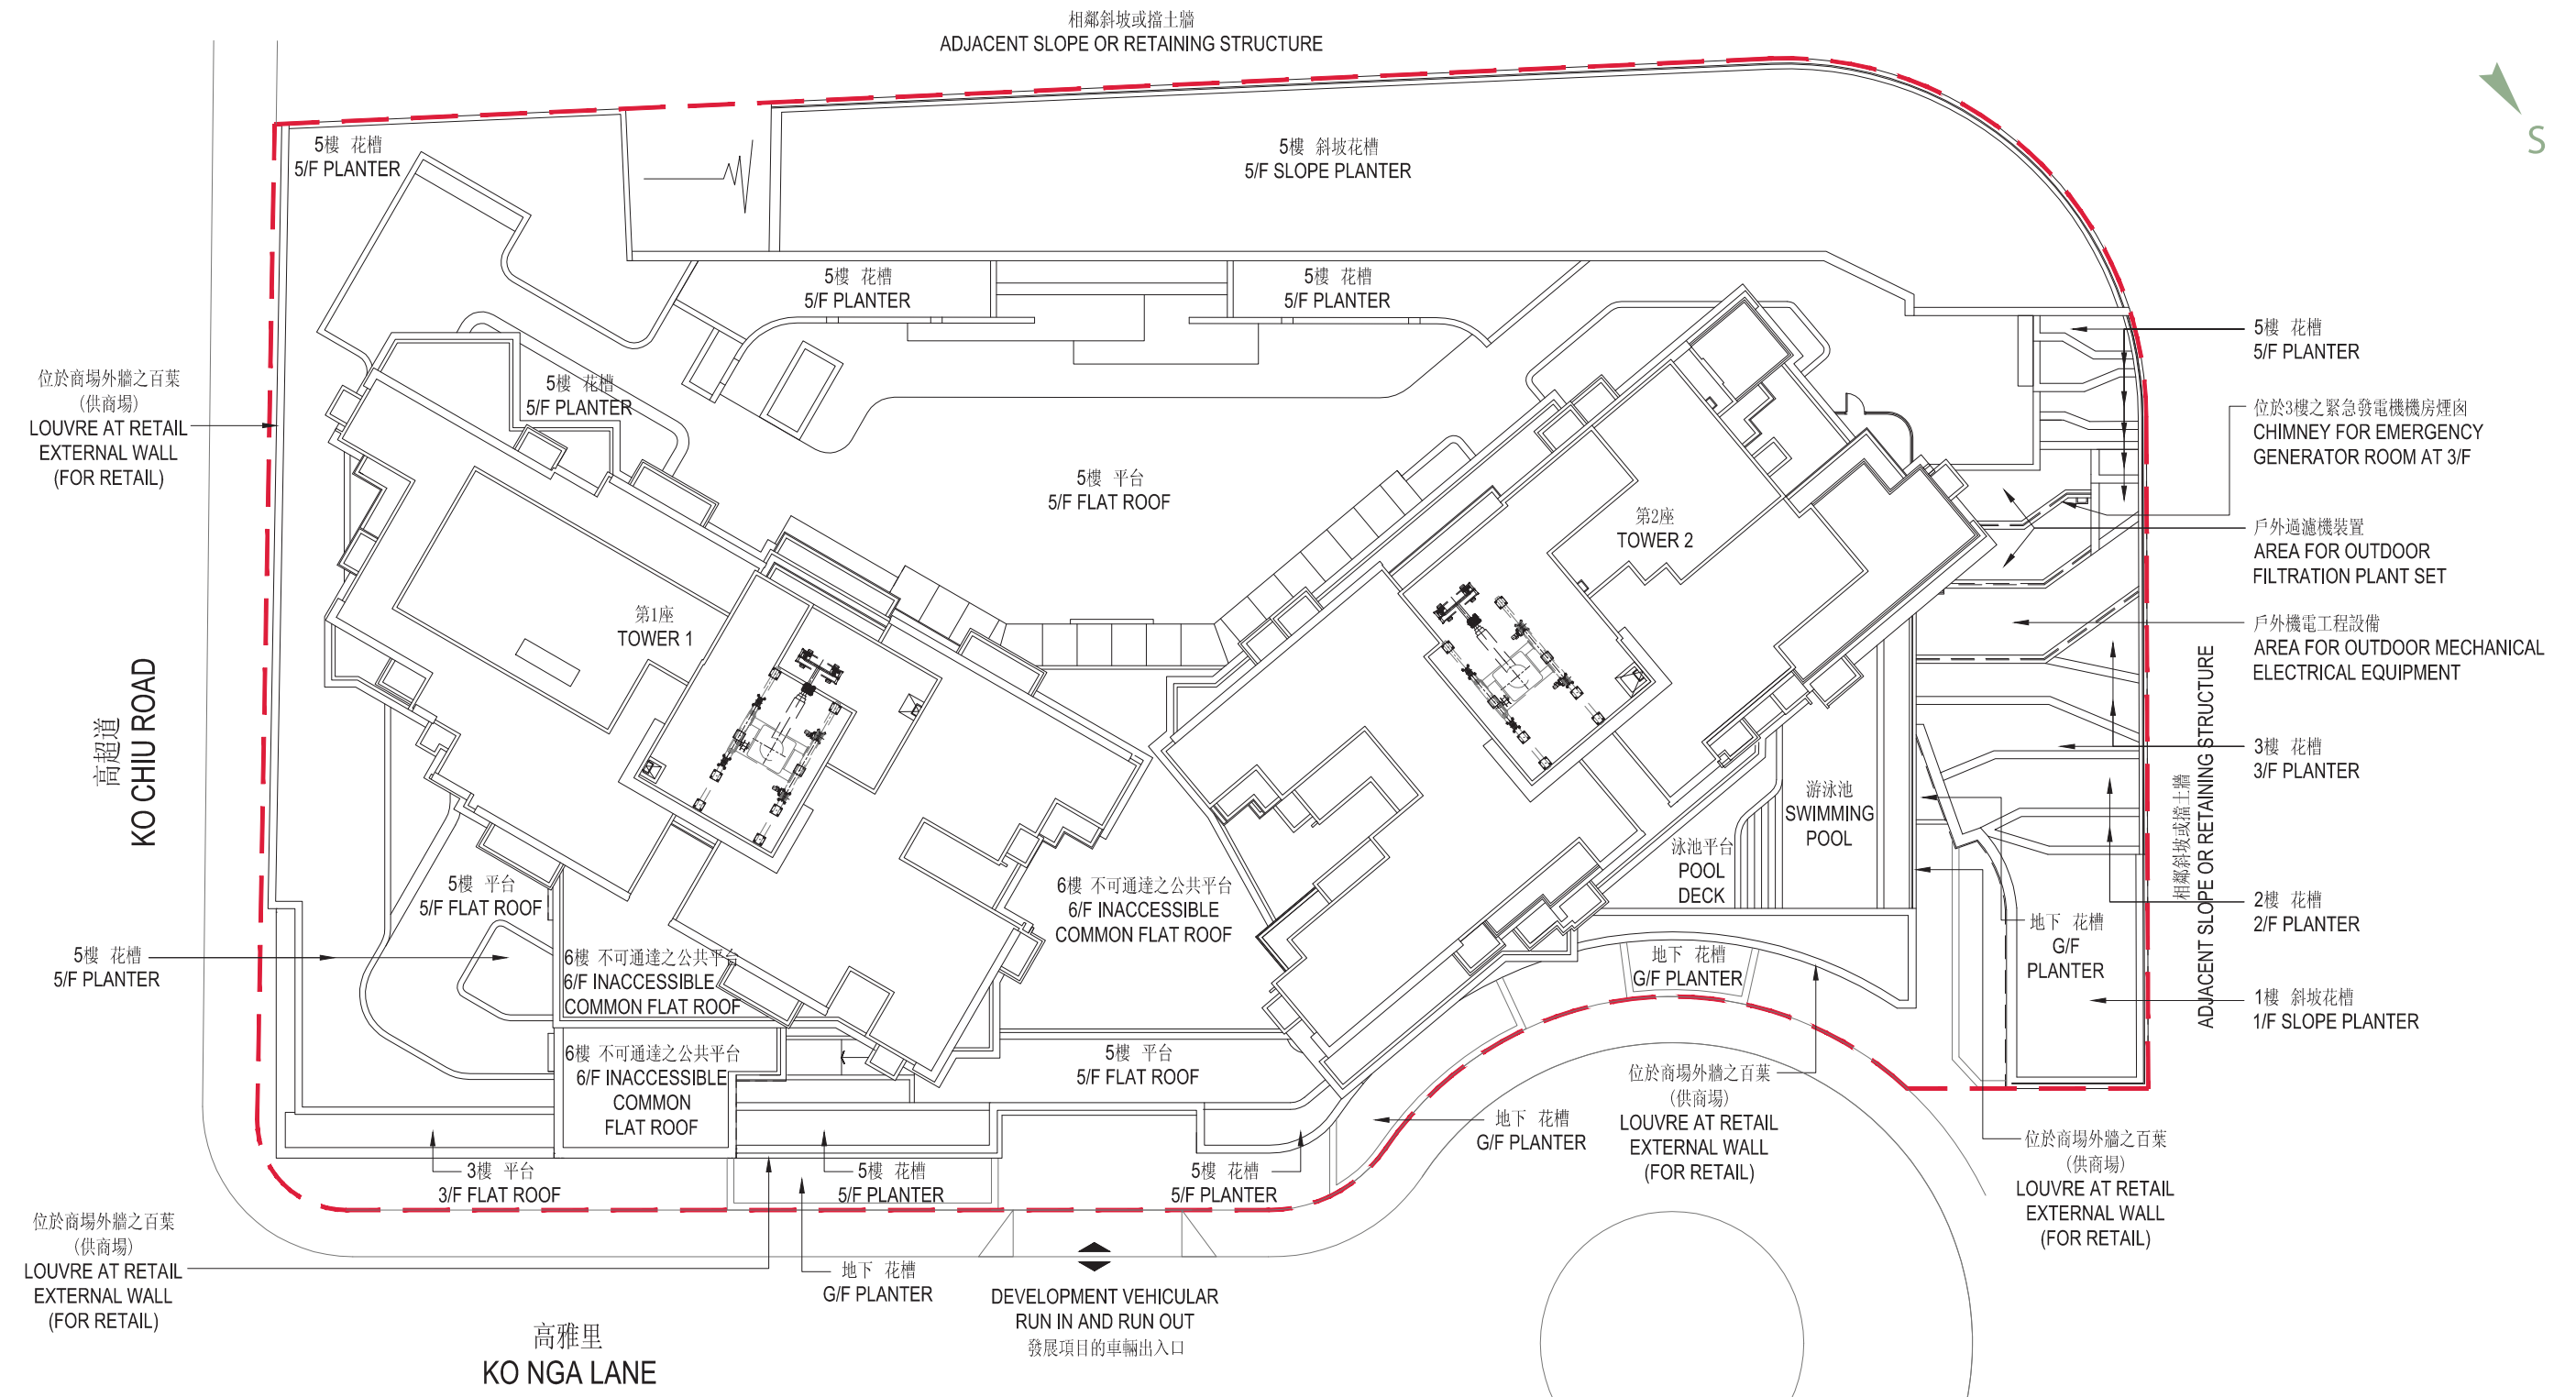 相鄰斜坡或擋土牆
ADJACENT SLOPE OR RETAINING STRUCTURE
S
5樓 花槽
5/F PLANTER
5樓 斜坡花槽
5/F SLOPE PLANTER
5樓 花槽
5/F PLANTER
5樓 花槽
5/F PLANTER
5樓 花槽
5/F PLANTER
位於商場外牆之百葉
(供商場)
LOUVRE AT RETAIL
EXTERNAL WALL
(FOR RETAIL)
5樓 花槽
5/F PLANTER
位於3樓之緊急發電機機房煙囪
CHIMNEY FOR EMERGENCY
GENERATOR ROOM AT 3/F
5樓 平台
5/F FLAT ROOF
第2座
TOWER 2
戶外過濾機裝置
AREA FOR OUTDOOR
FILTRATION PLANT SET
第1座
TOWER 1
戶外機電工程設備
AREA FOR OUTDOOR MECHANICAL
ELECTRICAL EQUIPMENT
高超道
KO CHIU ROAD
相鄰斜坡或擋土牆
ADJACENT SLOPE OR RETAINING STRUCTURE
3樓 花槽
3/F PLANTER
游泳池
SWIMMING
POOL
泳池平台
POOL
DECK
5樓 平台
5/F FLAT ROOF
6樓 不可通達之公共平台
6/F INACCESSIBLE
COMMON FLAT ROOF
2樓 花槽
2/F PLANTER
地下 花槽
G/F
PLANTER
5樓 花槽
5/F PLANTER
6樓 不可通達之公共平台
6/F INACCESSIBLE
COMMON FLAT ROOF
地下 花槽
G/F PLANTER
1樓 斜坡花槽
1/F SLOPE PLANTER
6樓 不可通達之公共平台
6/F INACCESSIBLE
COMMON
FLAT ROOF
5樓 平台
5/F FLAT ROOF
位於商場外牆之百葉
(供商場)
LOUVRE AT RETAIL
EXTERNAL WALL
(FOR RETAIL)
地下 花槽
G/F PLANTER
位於商場外牆之百葉
(供商場)
LOUVRE AT RETAIL
EXTERNAL WALL
(FOR RETAIL)
3樓 平台
3/F FLAT ROOF
5樓 花槽
5/F PLANTER
5樓 花槽
5/F PLANTER
位於商場外牆之百葉
(供商場)
LOUVRE AT RETAIL
EXTERNAL WALL
(FOR RETAIL)
地下 花槽
G/F PLANTER
DEVELOPMENT VEHICULAR
RUN IN AND RUN OUT
發展項目的車輛出入口
高雅里
KO NGA LANE